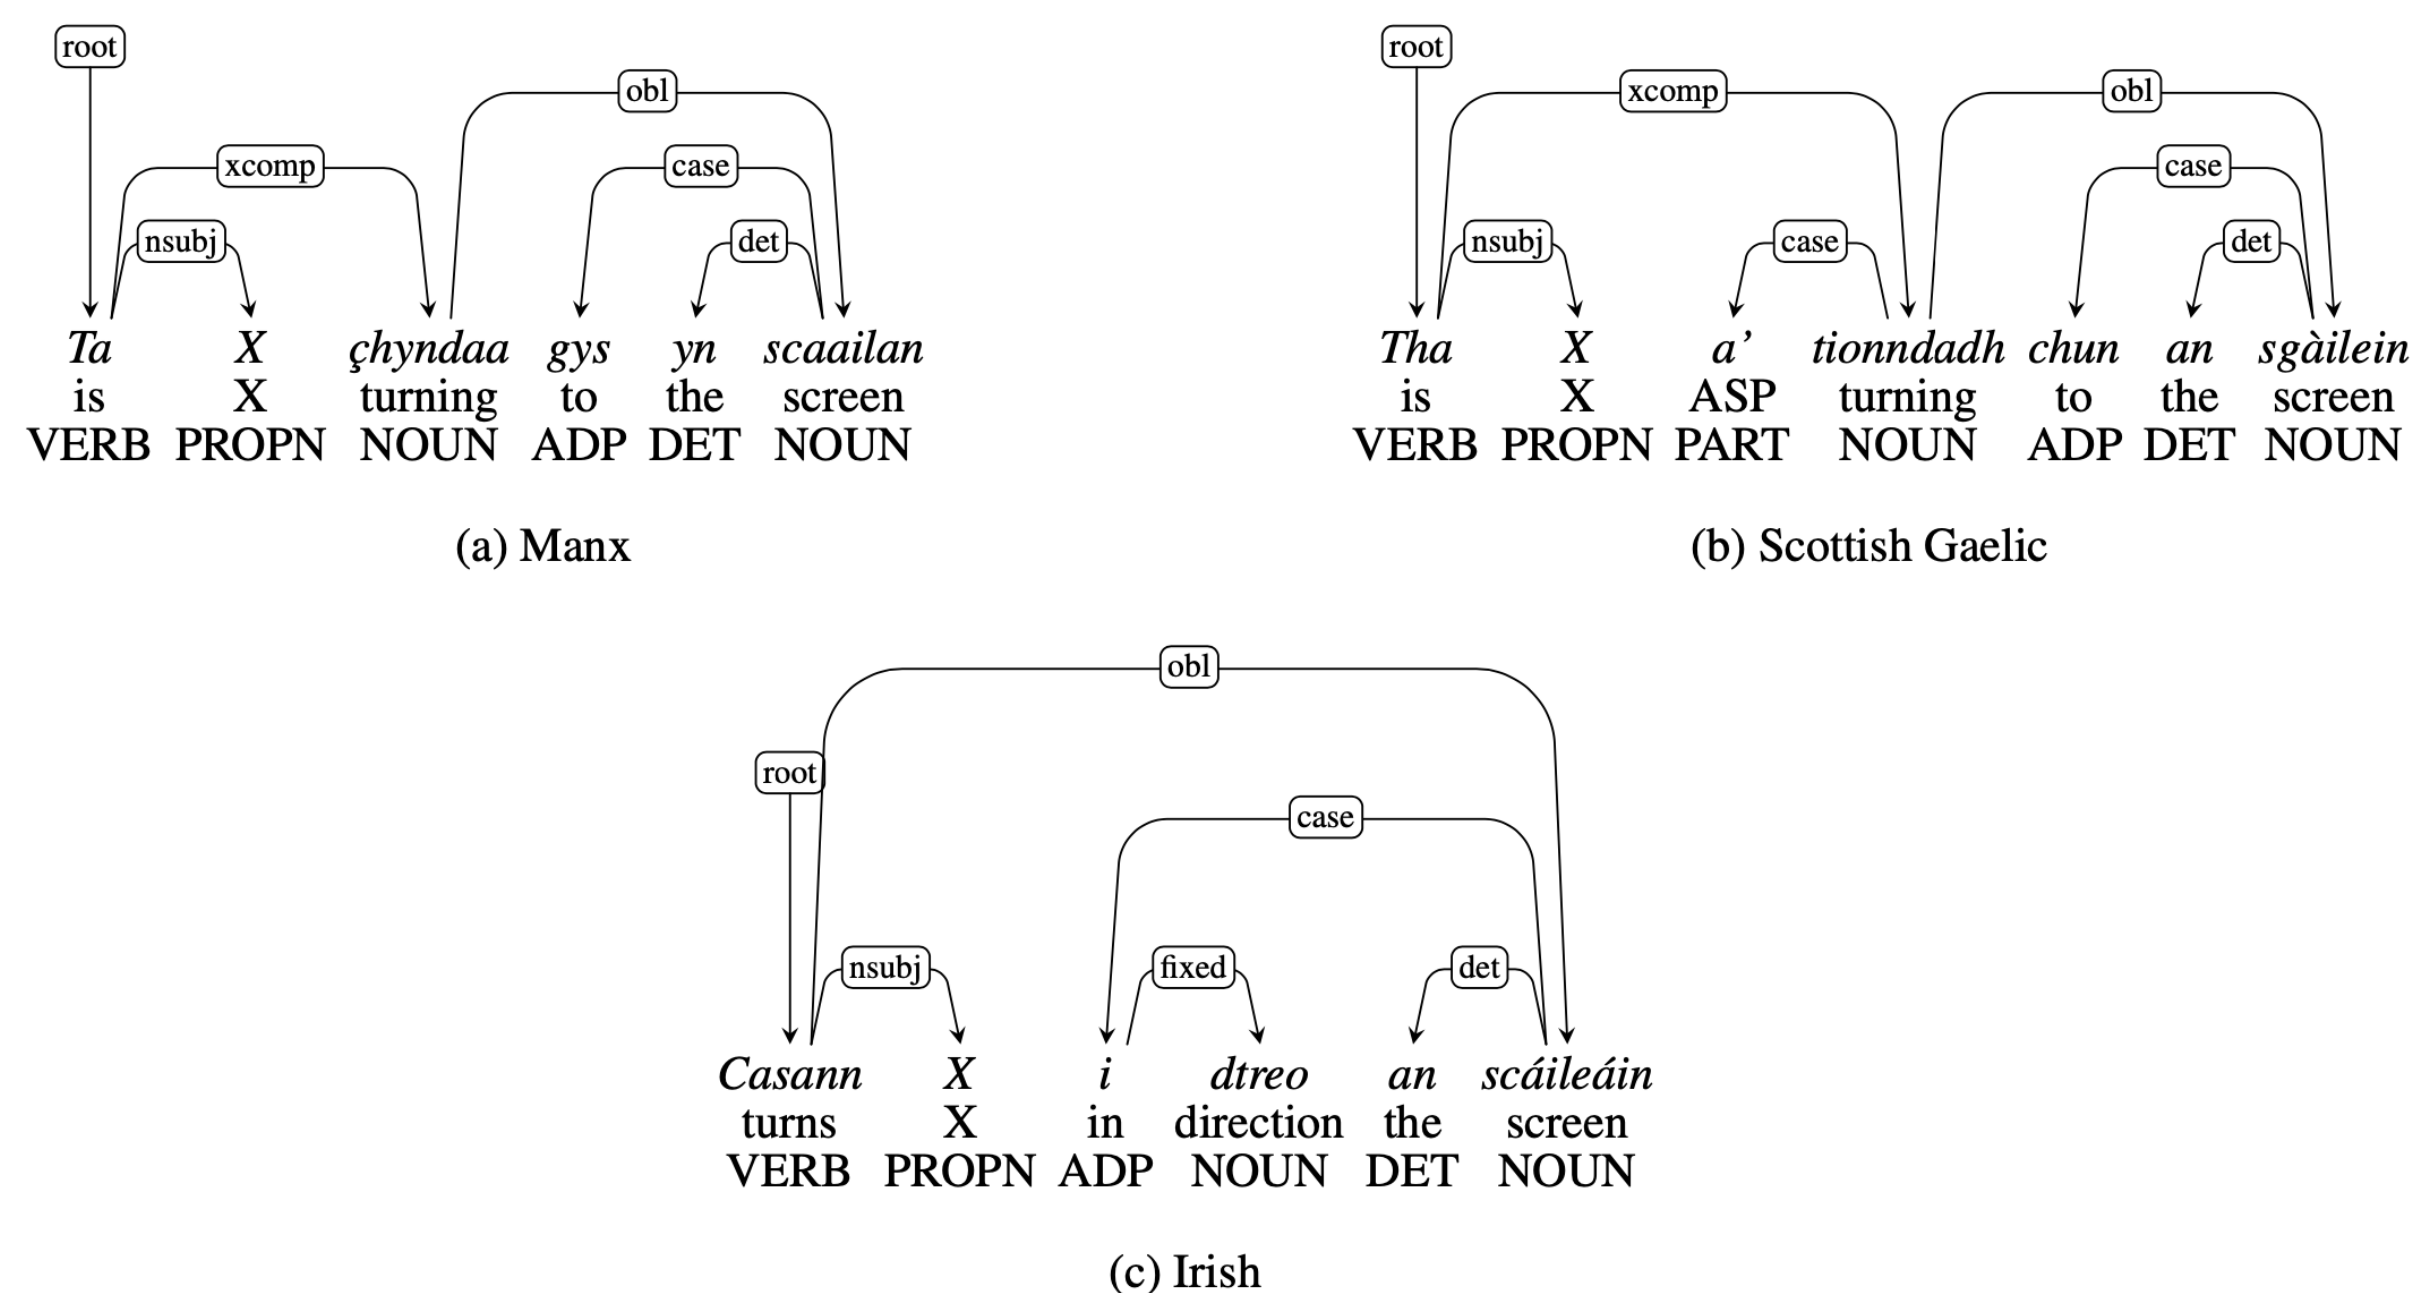 root
obl
xcomp
case
nsubj
det
Ta X çhyndaa gys yn scaailan
is X turning to the screen
VERB PROPN NOUN ADP DET NOUN
(a) Manx
root
xcomp
obl
case
nsubj
case
det
Tha X a’ tionndadh chun an sgàilein
is X ASP turning to the screen
VERB PROPN PART NOUN ADP DET NOUN
(b) Scottish Gaelic
obl
root
case
nsubj
fixed
det
Casann X i dtreo an scáileáin
turns X in direction the screen
VERB PROPN ADP NOUN DET NOUN
(c) Irish